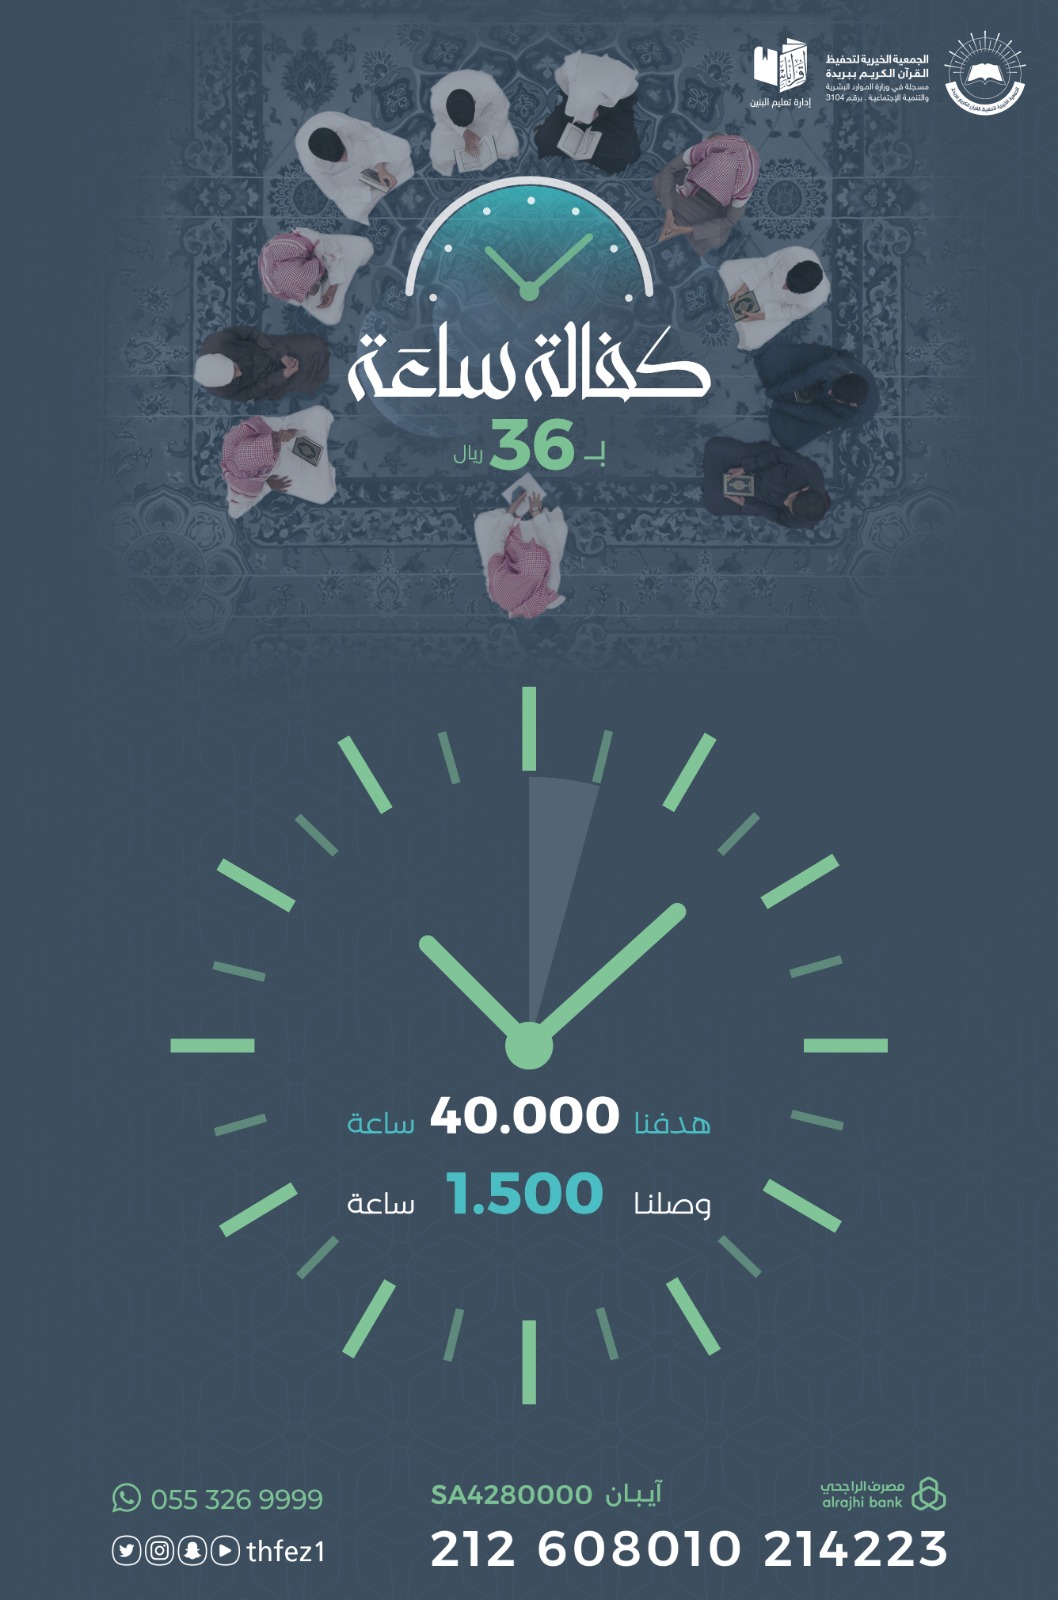 الجمعية الخيرية لتحفيظ
القرآن الكريم ببريدة
مسجلة في وزارة الموارد البشرية
والتنمية الإجتماعية . برقم 3104
إدارة تعليم البنين
كفالة ساعة
بـ 36 ريال
هدفنا 40.000 ساعة
وصلنا 1.500 ساعة
مصرف الراجحي
alrajhi bank
آيبان SA4280000
212 608010 214223
055 326 9999
thfez1